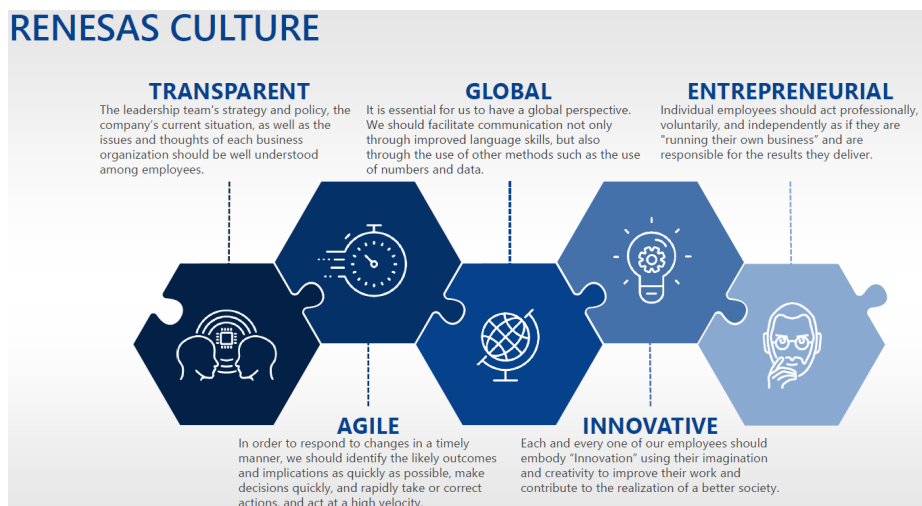 RENESAS CULTURE
TRANSPARENT
The leadership team's strategy and policy, the
company's current situation, as well as the
issues and thoughts of each business
organization should be well understood
among employees.
GLOBAL
It is essential for us to have a global perspective.
We should facilitate communication not only
through improved language skills, but also
through the use of other methods such as the use
of numbers and data.
ENTREPRENEURIAL
Individual employees should act professionally,
voluntarily, and independently as if they are
"running their own business” and are
responsible for the results they deliver.
AGILE
In order to respond to changes in a timely
manner, we should identify the likely outcomes
and implications as quickly as possible, make
decisions quickly, and rapidly take or correct
actions, and act at a high velocity.
INNOVATIVE
Each and every one of our employees should
embody “Innovation” using their imagination
and creativity to improve their work and
contribute to the realization of a better society.